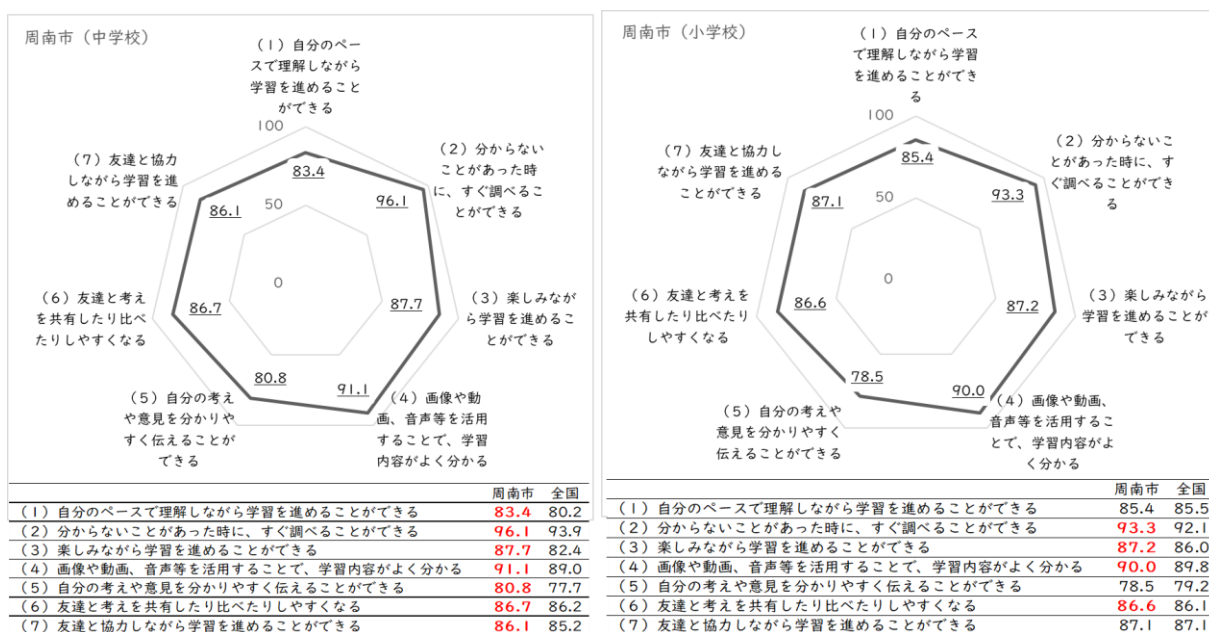 周南市（中学校）
（1）自分のペー
スで理解しながら
学習を進めること
ができる
100
（2）分からない
ことがあった時
に、すぐ調べるこ
とができる
（7）友達と協力
しながら学習を進
めることができる
83.4
96.1
86.1
50
0
（6）友達と考え
を共有したり比べ
たりしやすくなる
86.7
87.7
（3）楽しみなが
ら学習を進めるこ
とができる
80.8
91.1
（5）自分の考え
や意見を分かりや
すく伝えることが
できる
（4）画像や動
画、音声等を活用
することで、学習
内容がよく分かる
周南市 全国
（1）自分のペースで理解しながら学習を進めることができる 83.4 80.2
（2）分からないことがあった時に、すぐ調べることができる 96.1 93.9
（3）楽しみながら学習を進めることができる 87.7 82.4
（4）画像や動画、音声等を活用することで、学習内容がよく分かる 91.1 89.0
（5）自分の考えや意見を分かりやすく伝えることができる 80.8 77.7
（6）友達と考えを共有したり比べたりしやすくなる 86.7 86.2
（7）友達と協力しながら学習を進めることができる 86.1 85.2
周南市（小学校）
（1）自分のペース
で理解しながら学習
を進めることができ
る
100
（2）分からないこ
とがあった時に、す
ぐ調べることができ
る
（7）友達と協力し
ながら学習を進める
ことができる
85.4
93.3
87.1
50
0
（6）友達と考えを
共有したり比べたり
しやすくなる
86.6
87.2
（3）楽しみながら
学習を進めることが
できる
78.5
90.0
（5）自分の考えや
意見を分かりやすく
伝えることができる
（4）画像や動画、
音声等を活用するこ
とで、学習内容がよ
く分かる
周南市 全国
（1）自分のペースで理解しながら学習を進めることができる 85.4 85.5
（2）分からないことがあった時に、すぐ調べることができる 93.3 92.1
（3）楽しみながら学習を進めることができる 87.2 86.0
（4）画像や動画、音声等を活用することで、学習内容がよく分かる 90.0 89.8
（5）自分の考えや意見を分かりやすく伝えることができる 78.5 79.2
（6）友達と考えを共有したり比べたりしやすくなる 86.6 86.1
（7）友達と協力しながら学習を進めることができる 87.1 87.1